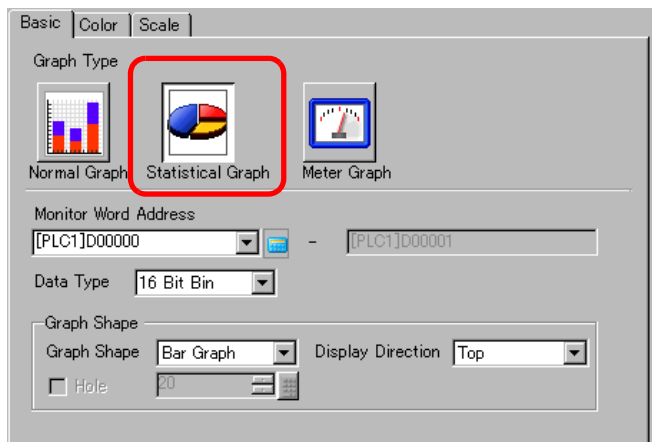 Basic Color Scale
Graph Type
Normal Graph Statistical Graph Meter Graph
Monitor Word Address
[PLC1]D00000 - [PLC1]D00001
Data Type 16 Bit Bin
Graph Shape
Graph Shape Bar Graph Display Direction Top
Hole 20